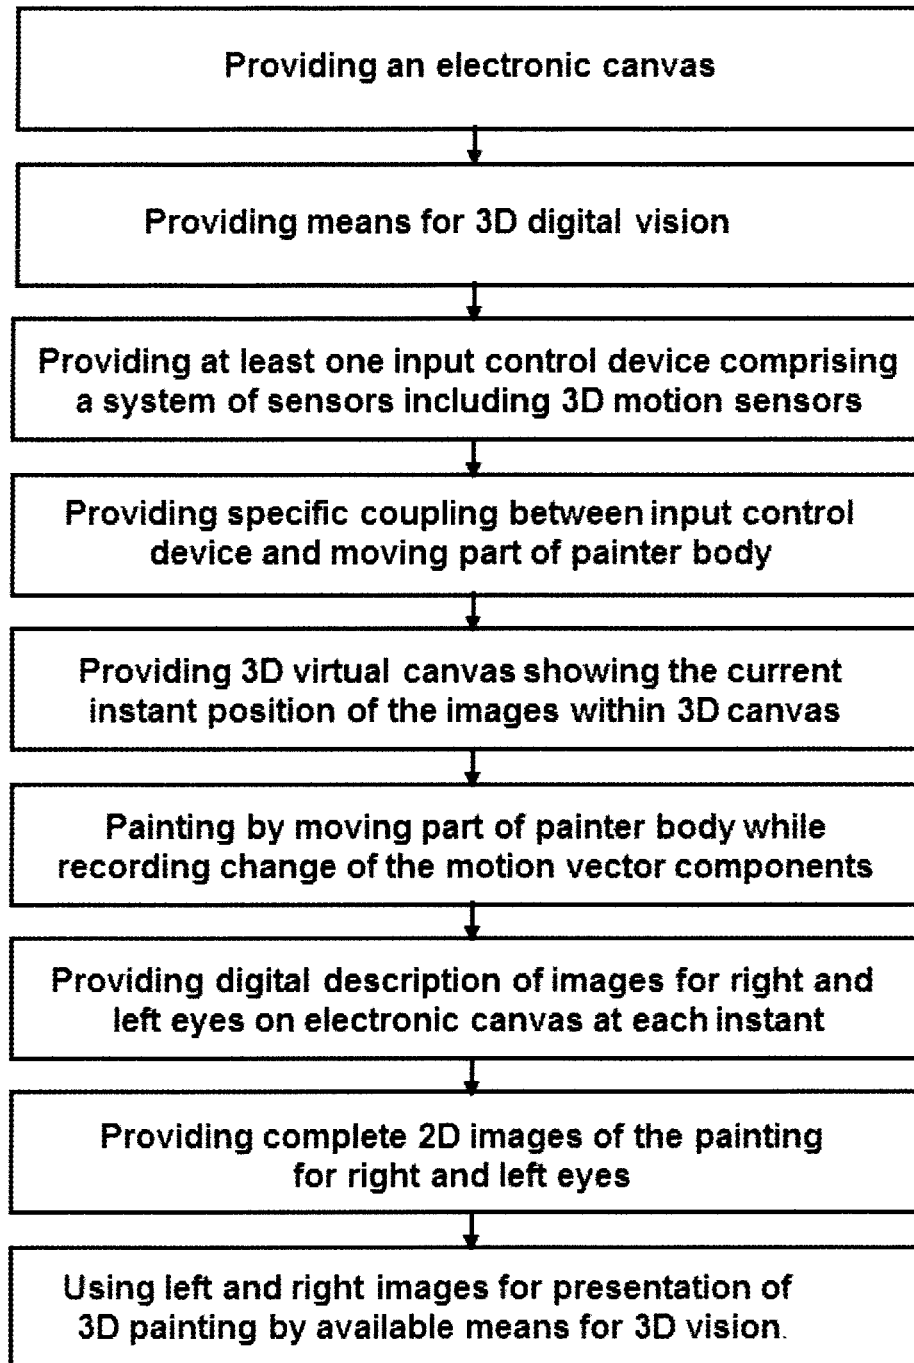 Providing an electronic canvas
Providing means for 3D digital vision
Providing at least one input control device comprising
a system of sensors including 3D motion sensors
Providing specific coupling between input control
device and moving part of painter body
Providing 3D virtual canvas showing the current
instant position of the images within 3D canvas
Painting by moving part of painter body while
recording change of the motion vector components
Providing digital description of images for right and
left eyes on electronic canvas at each instant
Providing complete 2D images of the painting
for right and left eyes
Using left and right images for presentation of
3D painting by available means for 3D vision.